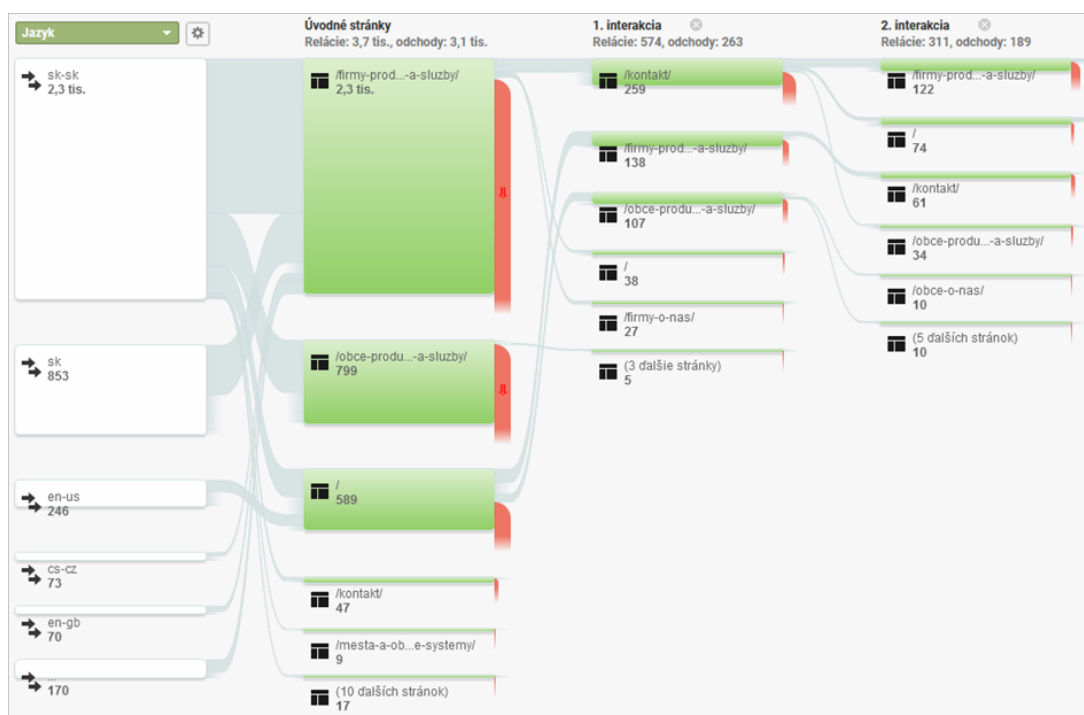 Jazyk
sk-sk
2,3 tis.
sk
853
en-us
246
cs-cz
73
en-gb
70
...
170
Úvodné stránky
Relácie: 3,7 tis., odchody: 3,1 tis.
/firmy-prod...-a-sluzby/
2,3 tis.
/obce-produ...-a-sluzby/
799
/
589
/kontakt/
47
/mesta-a-ob...e-systemy/
9
(10 ďalších stránok)
17
1. interakcia
Relácie: 574, odchody: 263
/kontakt/
259
/firmy-prod...-a-sluzby/
138
/obce-produ...-a-sluzby/
107
/
38
/firmy-o-nas/
27
(3 ďalšie stránky)
5
2. interakcia
Relácie: 311, odchody: 189
/firmy-prod...-a-sluzby/
122
/
74
/kontakt/
61
/obce-produ...-a-sluzby/
34
/obce-o-nas/
10
(5 ďalších stránok)
10